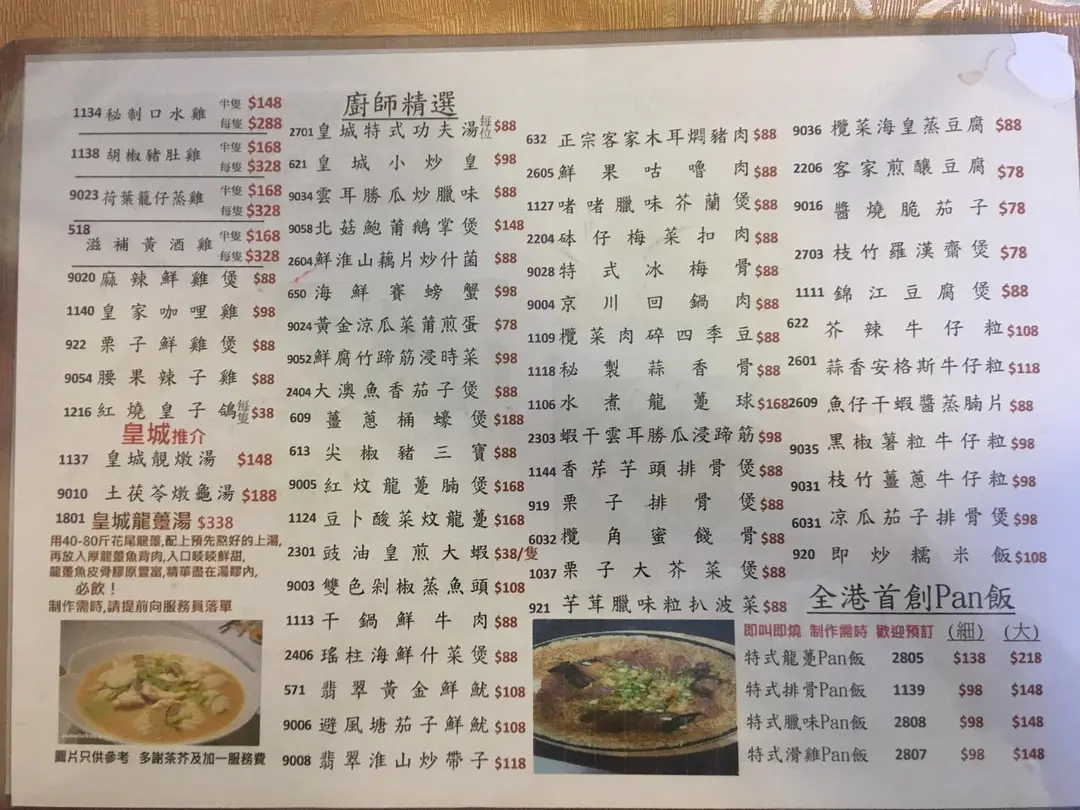 1134 秘制口水雞 半隻 $148
每隻 $288
1138 胡椒豬肚雞 半隻 $168
每隻 $328
9023 荷葉籠仔蒸雞 半隻 $168
每隻 $328
518 滋補黃酒雞 半隻 $168
每隻 $328
9020 麻辣鮮雞煲 $88
1140 皇家咖哩雞 $98
922 栗子鮮雞煲 $88
9054 腰果辣子雞 $88
1216 紅燒皇子鴿 每隻 $38
皇城推介
1137 皇城靚燉湯 $148
9010 土茯苓燉龜湯 $188
1801 皇城龍躉湯 $338
用40-80斤花尾龍躉,配上預先熬好的上湯,
再放入厚龍躉魚背肉,入口啖啖鮮甜,
龍躉魚皮骨膠原豐富,精華盡在湯膠內,
必飲！
制作需時,請提前向服務員落單
圖片只供參考 多謝茶芥及加一服務費
廚師精選
2701 皇城特式功夫湯 每位 $88
621 皇城小炒皇 $98
9034 雲耳勝瓜炒臘味 $88
9058 北菇鮑莆鵝掌煲 $148
2604 鮮淮山藕片炒什菌 $88
650 海鮮賽螃蟹 $98
9024 黃金涼瓜菜莆煎蛋 $78
9052 鮮腐竹蹄筋浸時菜 $98
2404 大澳魚香茄子煲 $88
609 薑蔥桶蠔煲 $188
613 尖椒豬三寶 $88
9005 紅炆龍躉腩煲 $168
1124 豆卜酸菜炆龍躉 $168
2301 豉油皇煎大蝦 $38/隻
9003 雙色剁椒蒸魚頭 $108
1113 干鍋鮮牛肉 $88
2406 瑤柱海鮮什菜煲 $88
571 翡翠黃金鮮魷 $108
9006 避風塘茄子鮮魷 $108
9008 翡翠淮山炒帶子 $118
632 正宗客家木耳燜豬肉 $88
2605 鮮果咕嚕肉 $88
1127 啫啫臘味芥蘭煲 $88
2204 砵仔梅菜扣肉 $88
9028 特式冰梅骨 $88
9004 京川回鍋肉 $88
1109 欖菜肉碎四季豆 $88
1118 秘製蒜香骨 $88
1106 水煮龍躉球 $168
2303 蝦干雲耳勝瓜浸蹄筋 $98
1144 香芹芋頭排骨煲 $88
919 栗子排骨煲 $88
6032 欖角蜜餞骨 $88
1037 栗子大芥菜煲 $88
921 芋茸臘味粒扒波菜 $88
9036 欖菜海皇蒸豆腐 $88
2206 客家煎釀豆腐 $78
9016 醬燒脆茄子 $78
2703 枝竹羅漢齋煲 $78
1111 錦江豆腐煲 $88
622 芥辣牛仔粒 $108
2601 蒜香安格斯牛仔粒 $118
2609 魚仔干蝦醬蒸腩片 $88
9035 黑椒薯粒牛仔粒 $98
9031 枝竹薑蔥牛仔粒 $98
6031 凉瓜茄子排骨煲 $98
920 即炒糯米飯 $108
全港首創Pan飯
即叫即燒 制作需時 歡迎預訂 (細) (大)
特式龍躉Pan飯 2805 $138 $218
特式排骨Pan飯 1139 $98 $148
特式臘味Pan飯 2808 $98 $148
特式滑雞Pan飯 2807 $98 $148